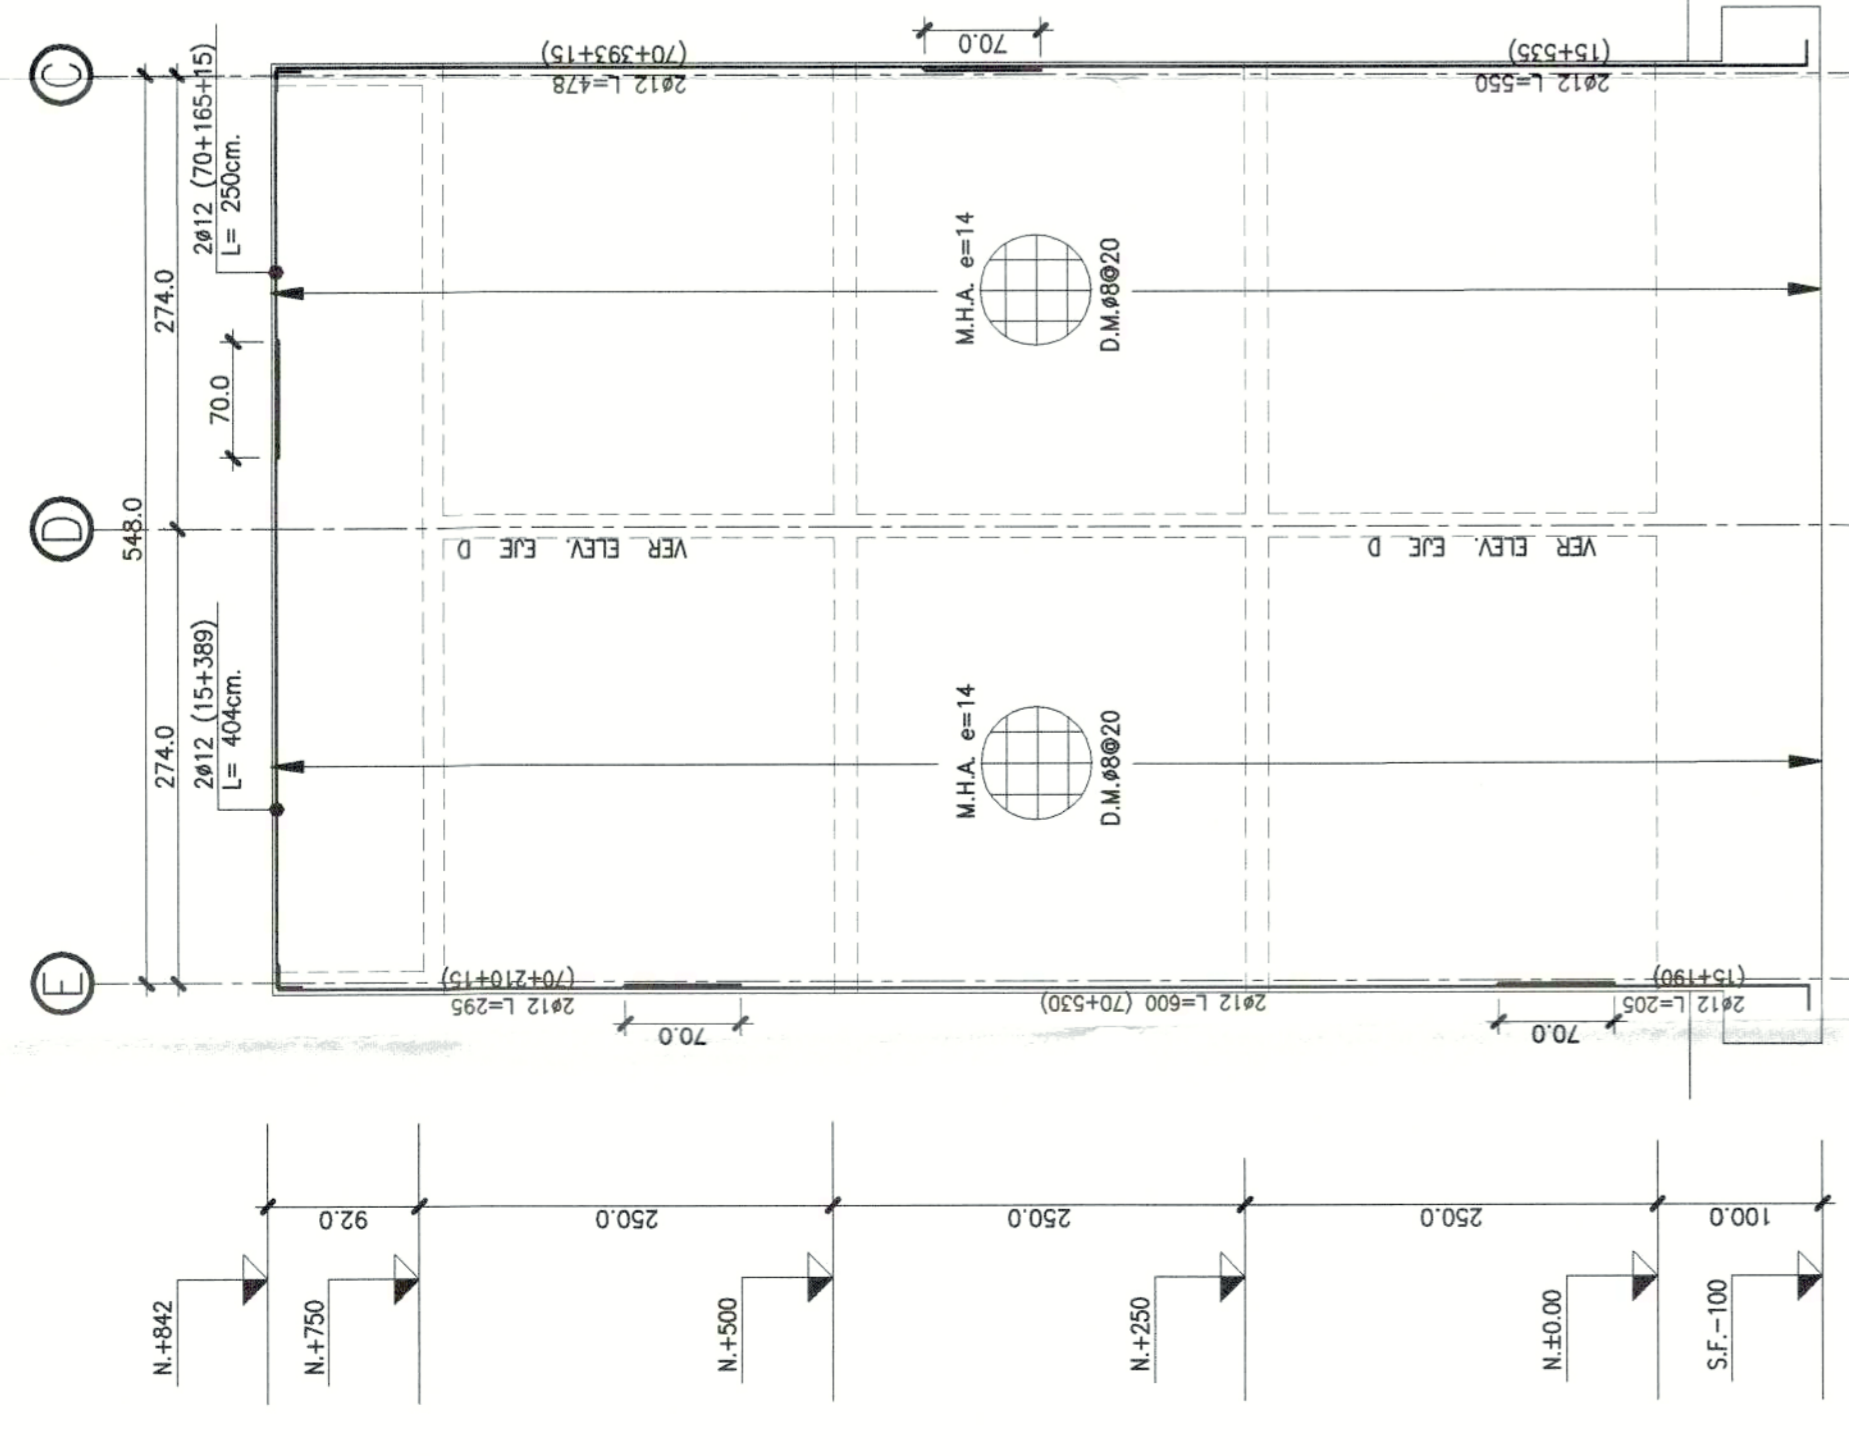 C
D
E
548.0
274.0
274.0
2ø12 (70+165+15)
L= 250cm.
70.0
2ø12 (15+389)
L= 404cm.
(70+393+15)
2ø12 L=478
70.0
(15+535)
2ø12 L=550
M.H.A. e=14
D.M.ø8@20
VER ELEV. EJE D
VER ELEV. EJE D
M.H.A. e=14
D.M.ø8@20
(70+210+15)
2ø12 L=295
70.0
2ø12 L=600 (70+530)
70.0
(15+190)
2ø12 L=205
92.0
250.0
250.0
250.0
100.0
N.+842
N.+750
N.+500
N.+250
N.±0.00
S.F.-100